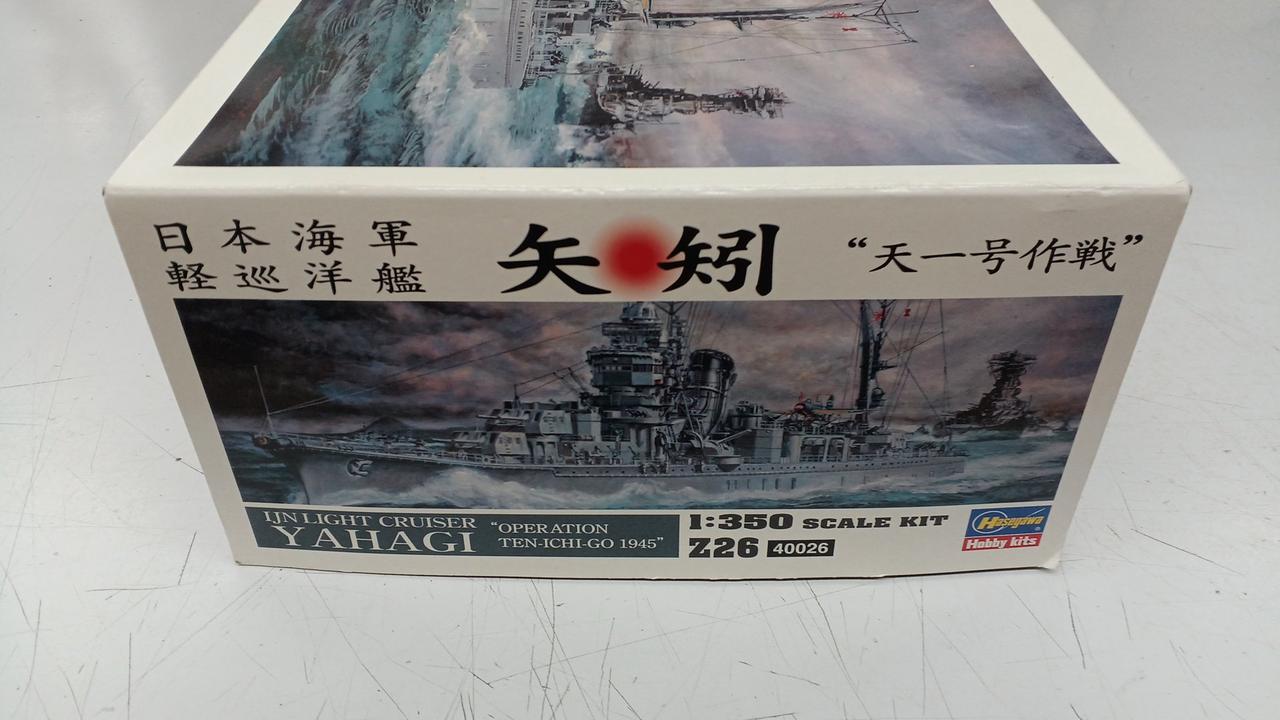 日本海軍
軽巡洋艦
矢矧
“天一号作戦”
IJN LIGHT CRUISER
YAHAGI
“OPERATION
TEN-ICHI-GO 1945”
1:350 SCALE KIT
Z26 40026
Hasegawa
Hobby kits